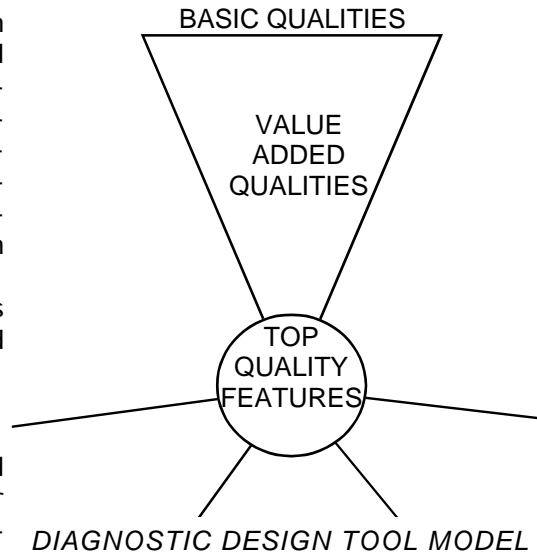 BASIC QUALITIES
VALUE
ADDED
QUALITIES
TOP
QUALITY
FEATURES
DIAGNOSTIC DESIGN TOOL MODEL